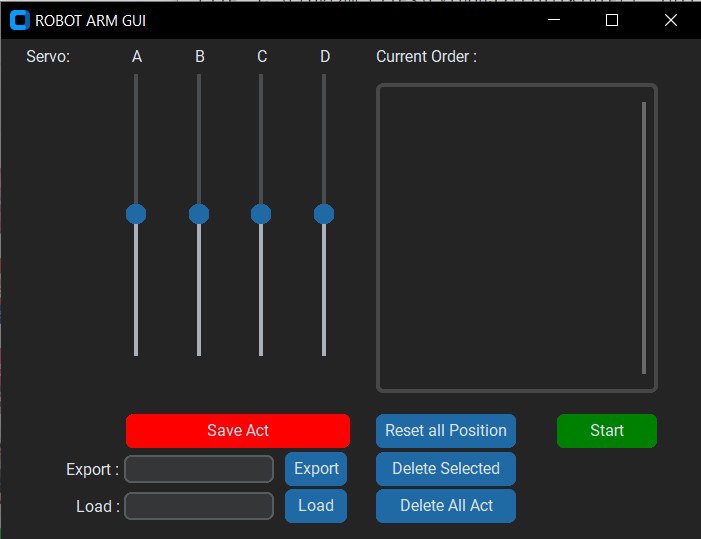 ROBOT ARM GUI
Servo: A B C D Current Order :
Save Act Reset all Position Start
Export : Export Delete Selected
Load : Load Delete All Act